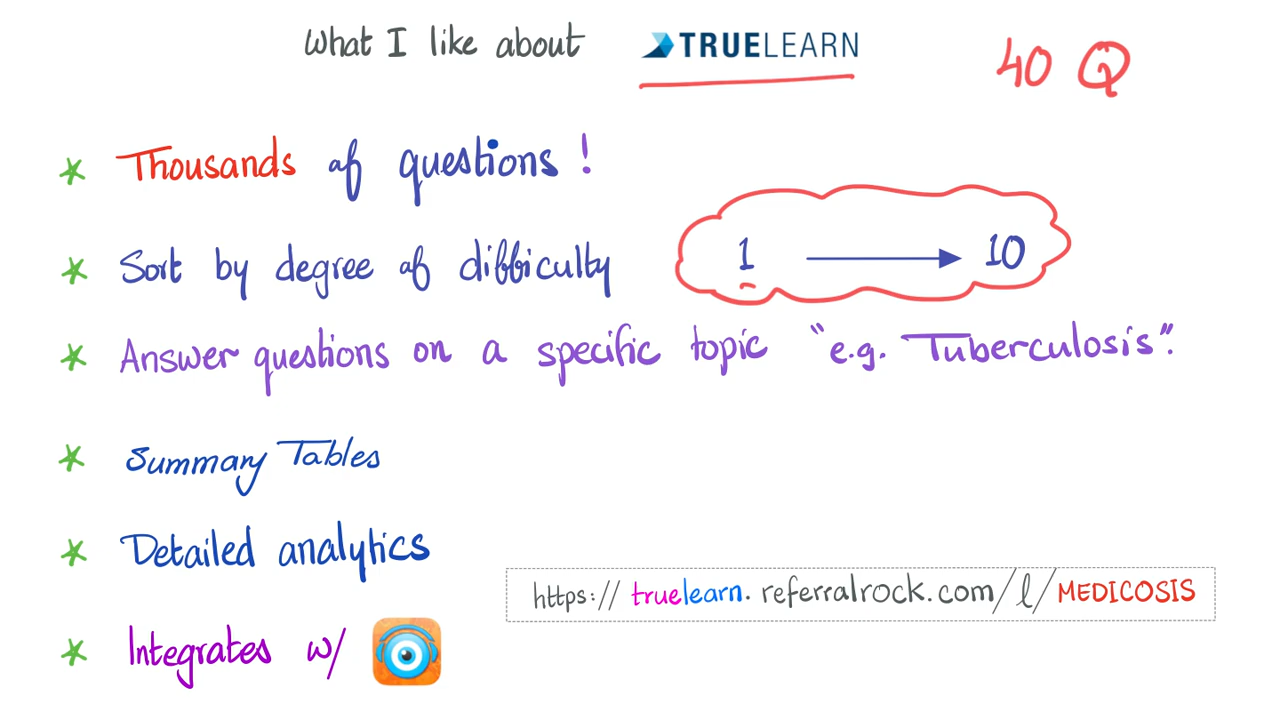 What I like about TRUELEARN
40 Q
* Thousands of questions!
* Sort by degree of difficulty
1 → 10
* Answer questions on a specific topic "e.g. Tuberculosis".
* Summary Tables
* Detailed analytics
https://truelearn.referralrock.com/l/MEDICOSIS
* Integrates w/